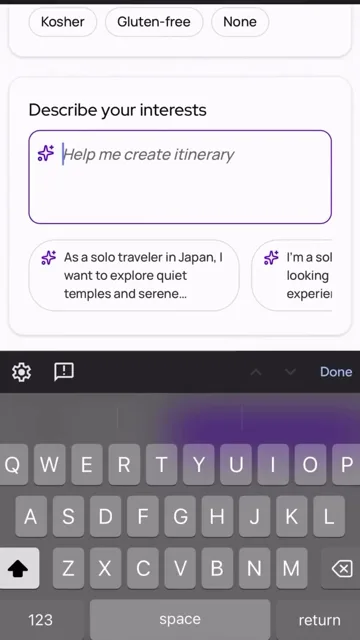 Kosher
Gluten-free
None
Describe your interests
Help me create itinerary
As a solo traveler in Japan, I
want to explore quiet
temples and serene...
I'm a sol
looking
experien
Done
Q W E R T Y U I O P
A S D F G H J K L
Z X C V B N M
123
space
return